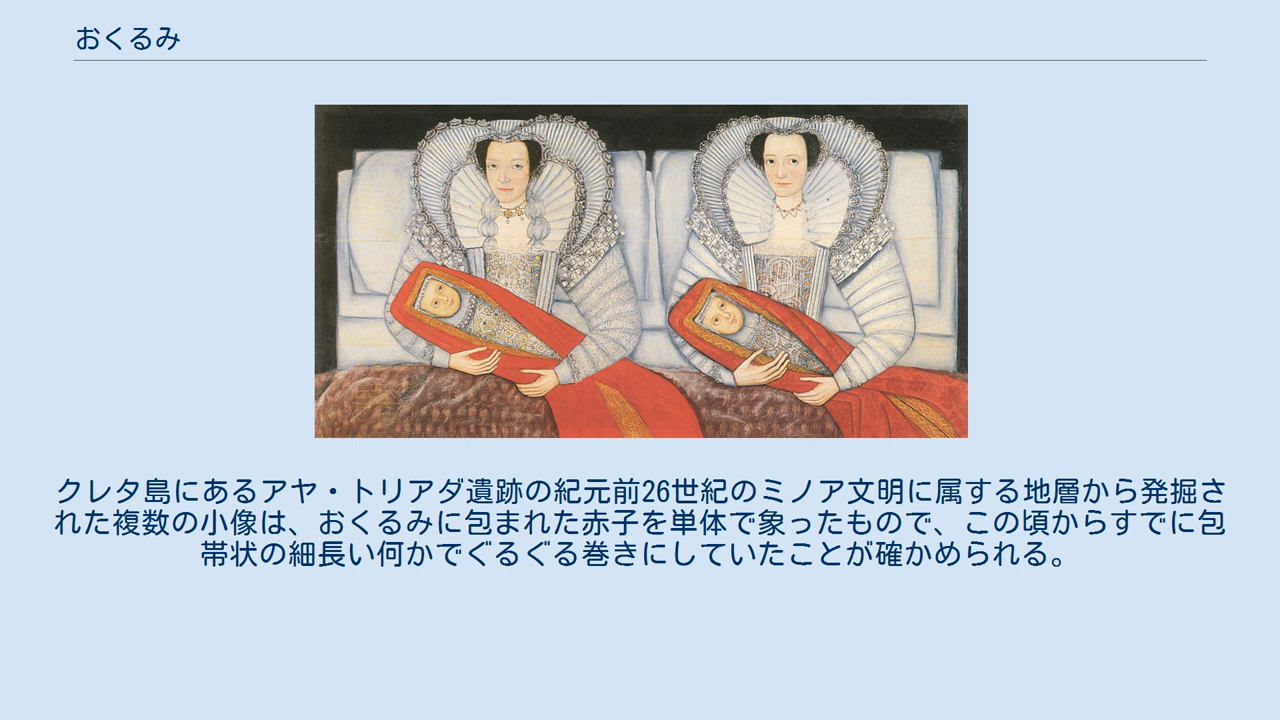 おくるみ
クレタ島にあるアヤ・トリアダ遺跡の紀元前26世紀のミノア文明に属する地層から発掘さ
れた複数の小像は、おくるみに包まれた赤子を単体で象ったもので、この頃からすでに包
帯状の細長い何かでぐるぐる巻きにしていたことが確かめられる。